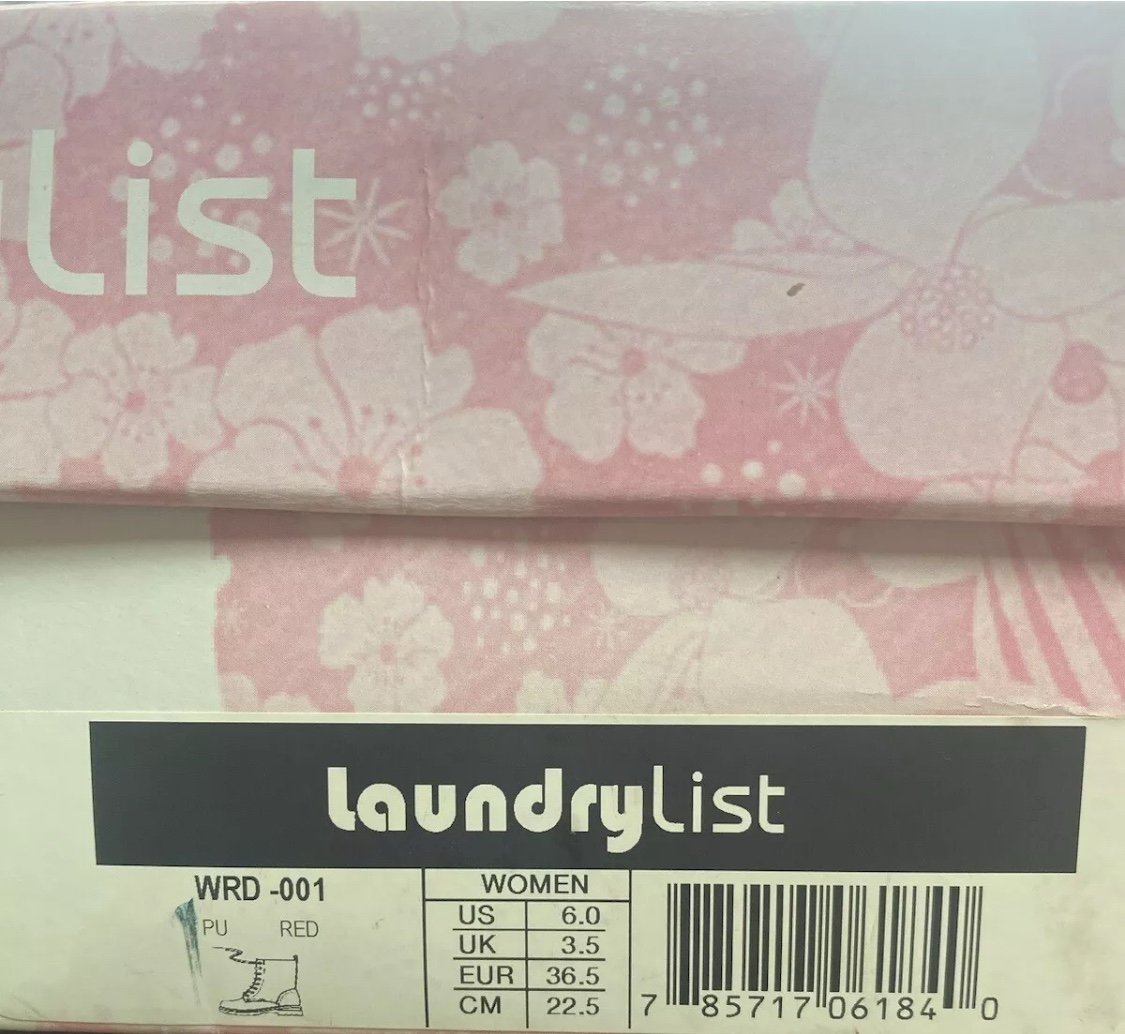 List
LaundryList
WRD -001
PU RED
WOMEN
US 6.0
UK 3.5
EUR 36.5
CM 22.5
7 85717 06184 0